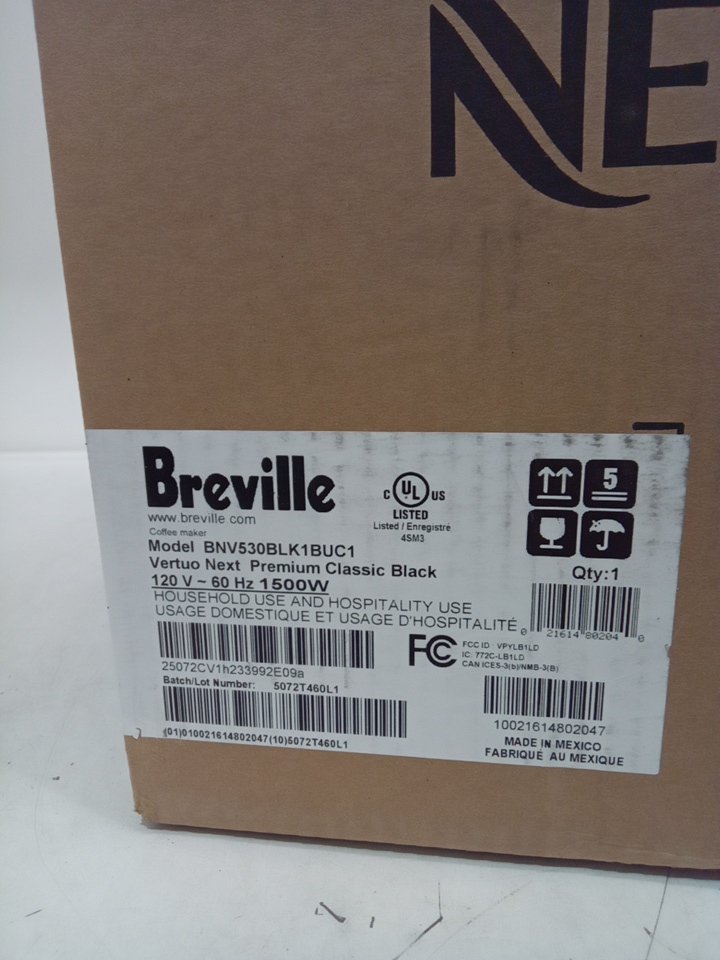 NE
Breville
www.breville.com
Coffee maker
Model BNV530BLK1BUC1
Vertuo Next Premium Classic Black
120 V ~ 60 Hz 1500W
HOUSEHOLD USE AND HOSPITALITY USE
USAGE DOMESTIQUE ET USAGE D'HOSPITALITÉ
C UL US
LISTED
Listed / Enregistré
4SM3
5
Qty:1
0 21614 80204 0
25072CV1h233992E09a
Batch/Lot Number: 5072T460L1
(01)010021614802047(10)5072T460L1
FC
FCC ID : VPYLB1LD
IC: 772C-LB1LD
CAN ICES-3(b)/NMB-3(B)
10021614802047
MADE IN MEXICO
FABRIQUÉ AU MEXIQUE